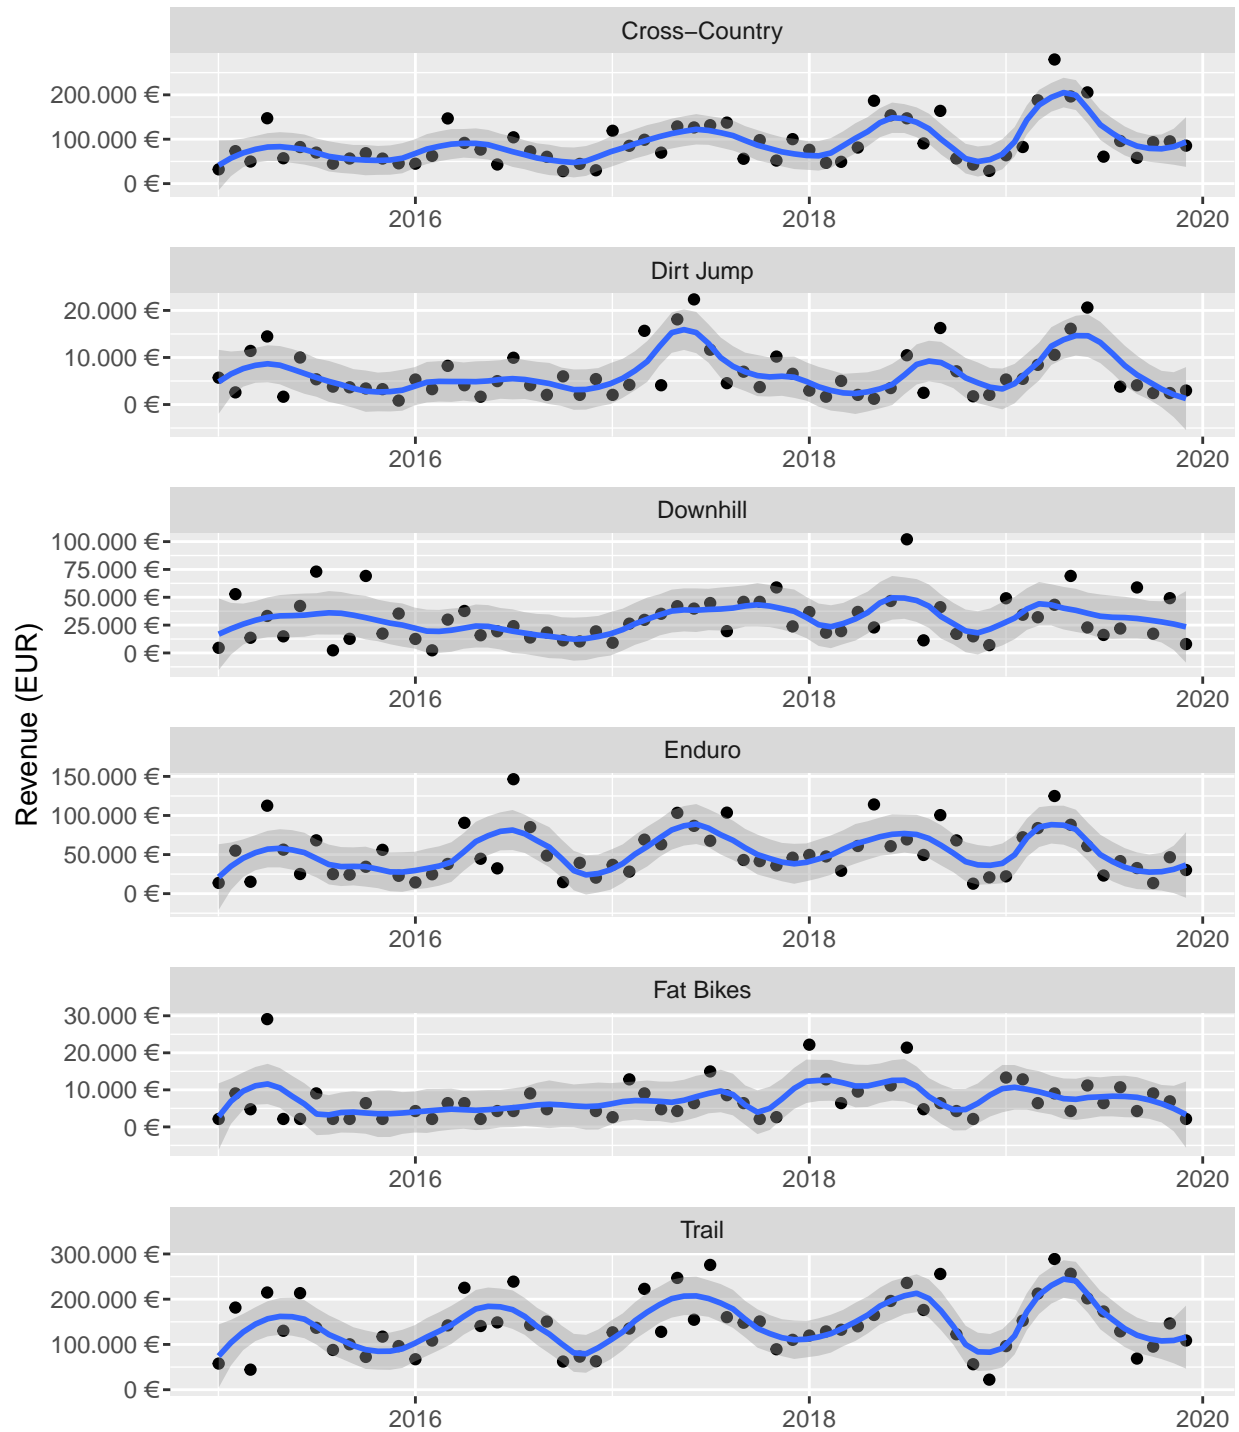 Revenue (EUR)
Cross−Country
200.000 €
100.000 €
0 €
2016 2018 2020
Dirt Jump
20.000 €
10.000 €
0 €
2016 2018 2020
Downhill
100.000 €
75.000 €
50.000 €
25.000 €
0 €
2016 2018 2020
Enduro
150.000 €
100.000 €
50.000 €
0 €
2016 2018 2020
Fat Bikes
30.000 €
20.000 €
10.000 €
0 €
2016 2018 2020
Trail
300.000 €
200.000 €
100.000 €
0 €
2016 2018 2020